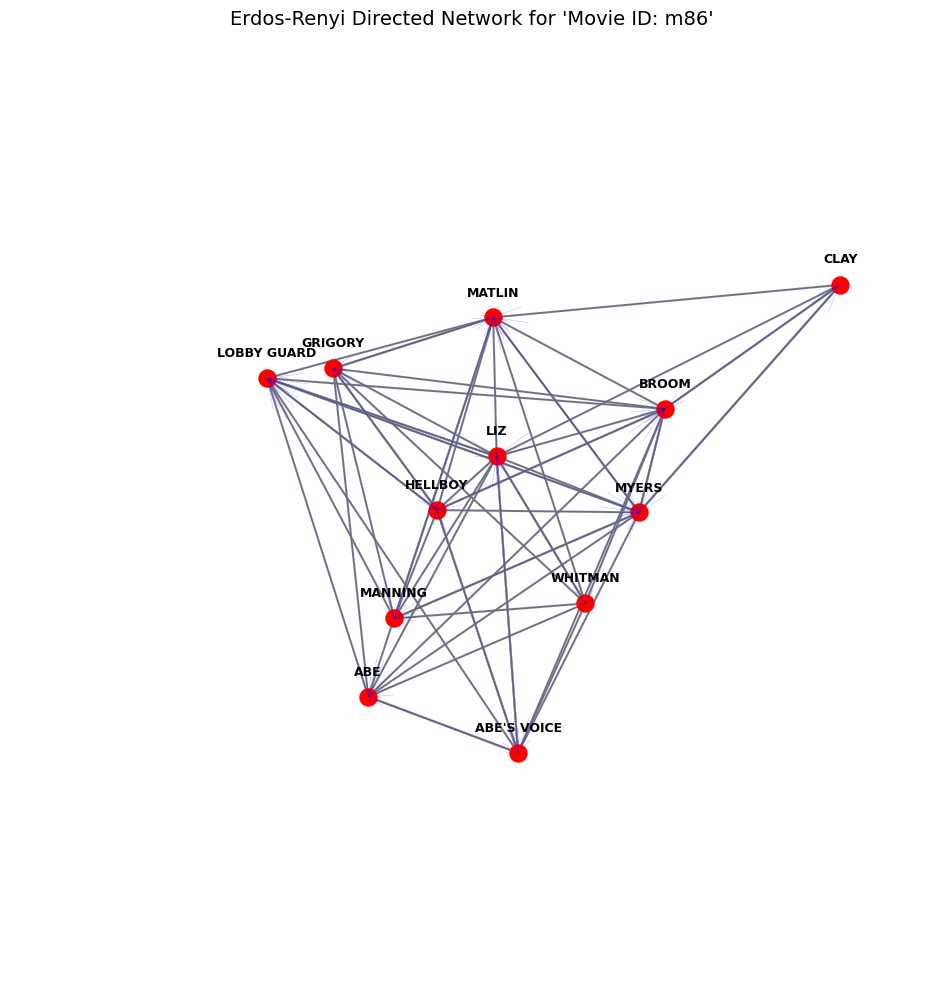 Erdos-Renyi Directed Network for 'Movie ID: m86'
CLAY
MATLIN
GRIGORY
LOBBY GUARD
BROOM
LIZ
HELLBOY
MYERS
WHITMAN
MANNING
ABE
ABE'S VOICE